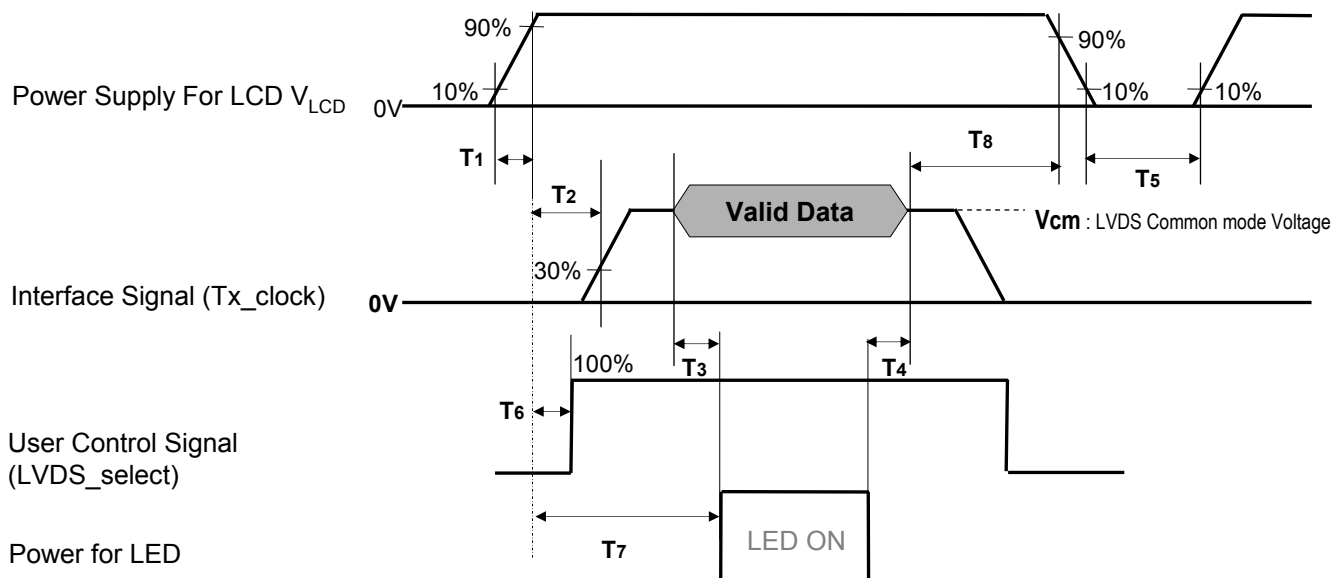 90%
90%
Power Supply For LCD VLCD
0V
10%
10%
10%
T1
T8
T5
T2
Valid Data
Vcm : LVDS Common mode Voltage
30%
Interface Signal (Tx_clock)
0V
100%
T3
T4
T6
User Control Signal
(LVDS_select)
T7
LED ON
Power for LED